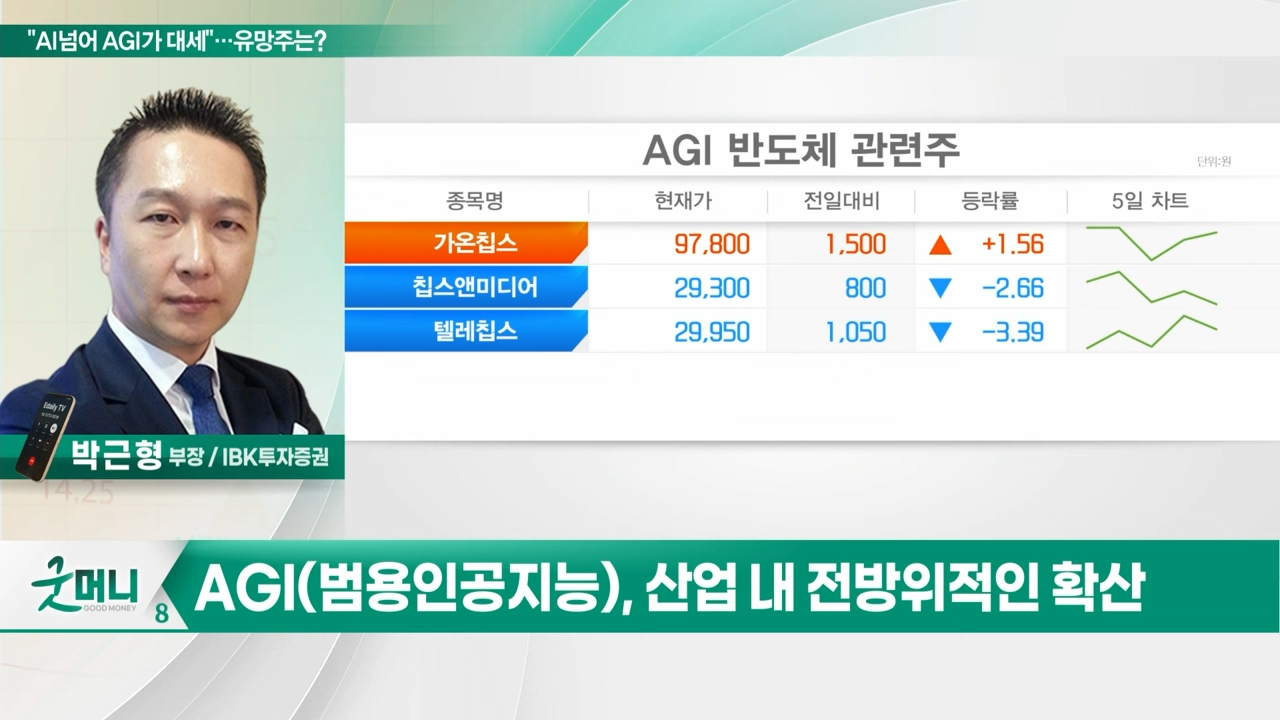 "AI넘어 AGI가 대세"…유망주는?
AGI 반도체 관련주
단위:원
종목명 현재가 전일대비 등락률 5일 차트
가온칩스 97,800 1,500 ▲ +1.56
칩스앤미디어 29,300 800 ▼ -2.66
텔레칩스 29,950 1,050 ▼ -3.39
Edaily TV
박근형 부장 / IBK투자증권
14.25
굿머니
GOOD MONEY
8
AGI(범용인공지능), 산업 내 전방위적인 확산